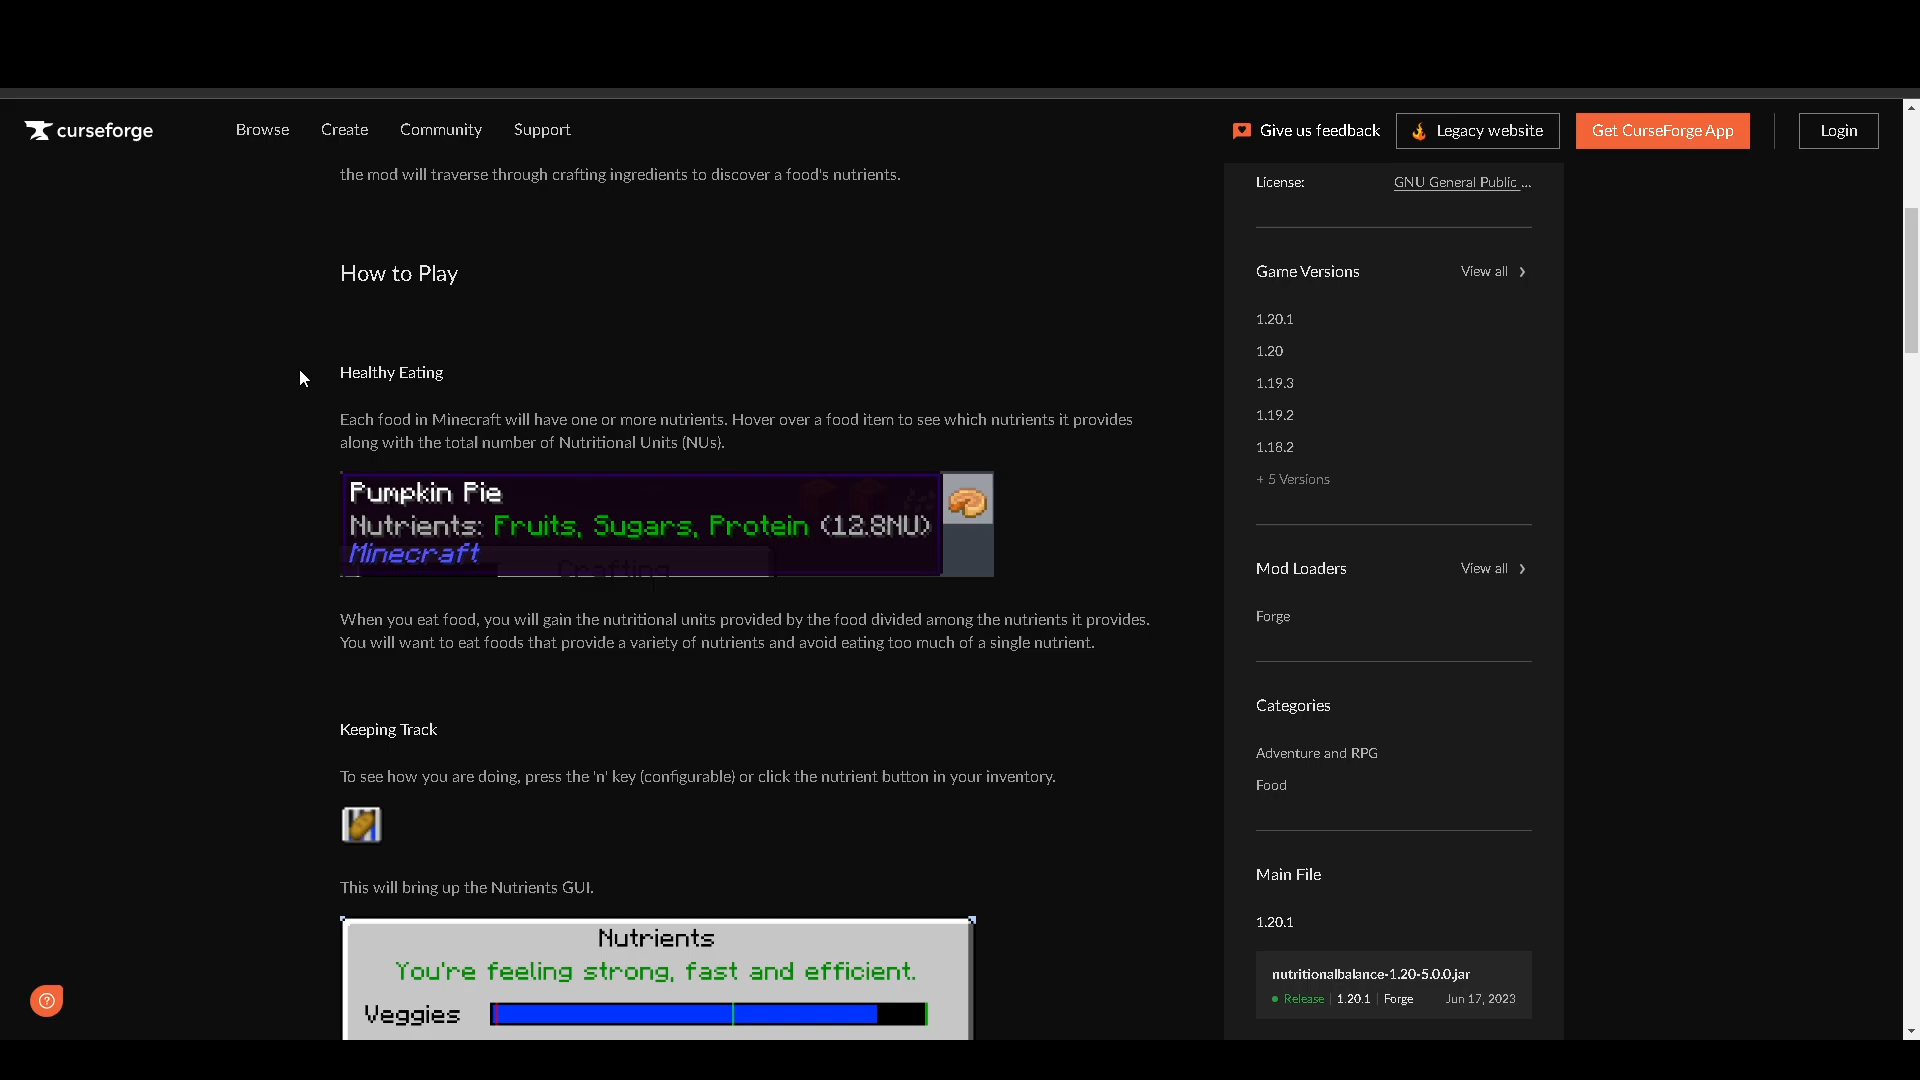 curseforge
Browse
Create
Community
Support
Give us feedback
Legacy website
Get CurseForge App
Login
the mod will traverse through crafting ingredients to discover a food's nutrients.
How to Play
Healthy Eating
Each food in Minecraft will have one or more nutrients. Hover over a food item to see which nutrients it provides
along with the total number of Nutritional Units (NUs).
Pumpkin Pie
Nutrients: Fruits, Sugars, Protein (12.8NU)
Minecraft
Crafting
When you eat food, you will gain the nutritional units provided by the food divided among the nutrients it provides.
You will want to eat foods that provide a variety of nutrients and avoid eating too much of a single nutrient.
Keeping Track
To see how you are doing, press the 'n' key (configurable) or click the nutrient button in your inventory.
This will bring up the Nutrients GUI.
Nutrients
You're feeling strong, fast and efficient.
Veggies
License:
GNU General Public ...
Game Versions
View all
1.20.1
1.20
1.19.3
1.19.2
1.18.2
+ 5 Versions
Mod Loaders
View all
Forge
Categories
Adventure and RPG
Food
Main File
1.20.1
nutritionalbalance-1.20-5.0.0.jar
Release
1.20.1
Forge
Jun 17, 2023